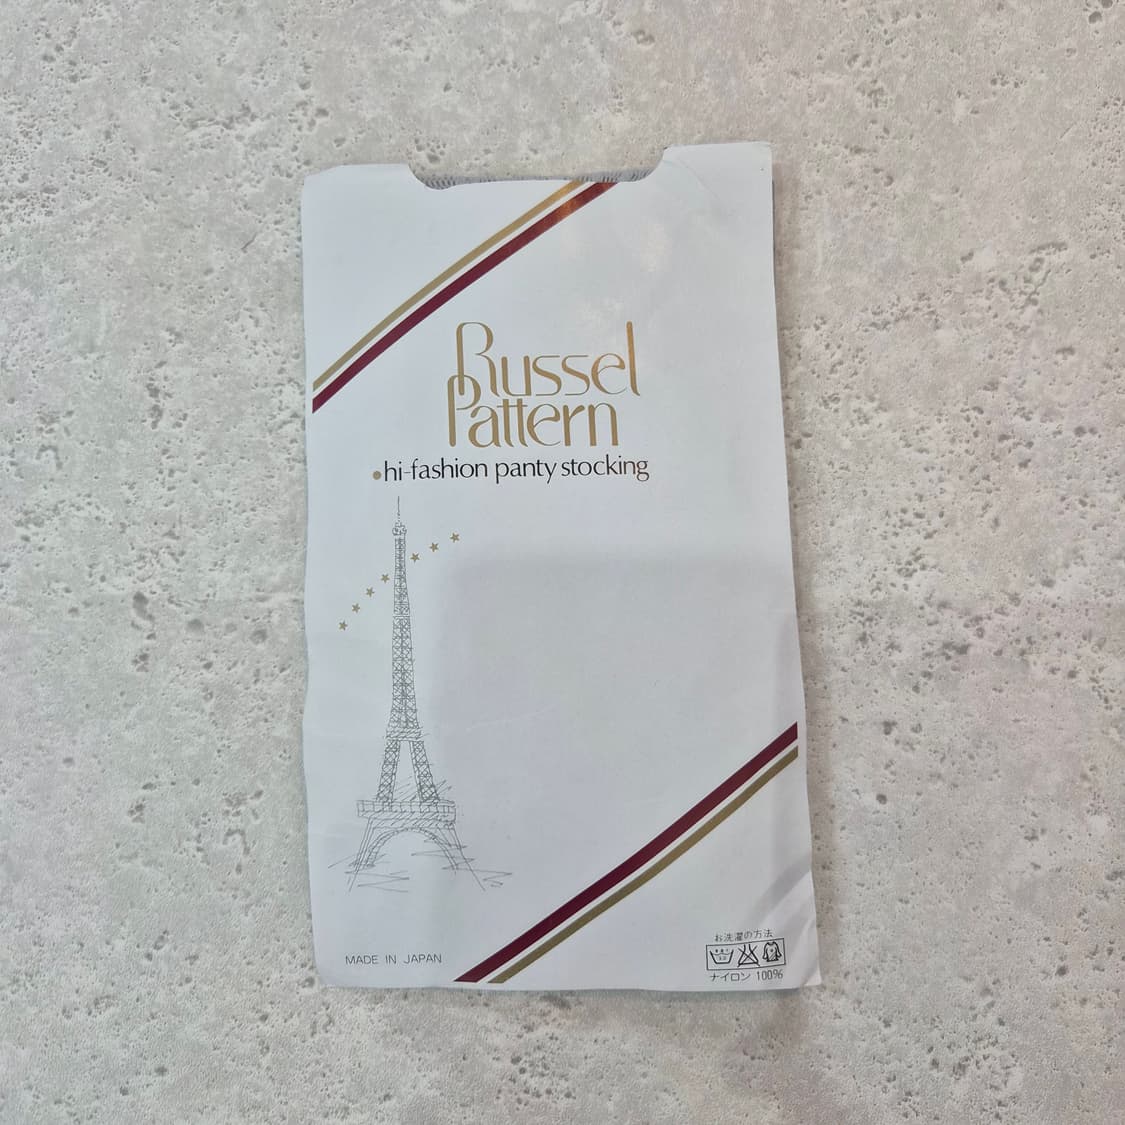 Russel
Pattern
•hi-fashion panty stocking
MADE IN JAPAN
お洗濯の方法
ナイロン 100%